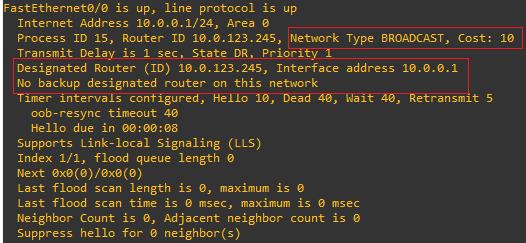 FastEthernet0/0 is up, line protocol is up
Internet Address 10.0.0.1/24, Area 0
Process ID 15, Router ID 10.0.123.245, Network Type BROADCAST, Cost: 10
Transmit Delay is 1 sec, State DR, Priority 1
Designated Router (ID) 10.0.123.245, Interface address 10.0.0.1
No backup designated router on this network
Timer intervals configured, Hello 10, Dead 40, Wait 40, Retransmit 5
oob-resync timeout 40
Hello due in 00:00:08
Supports Link-local Signaling (LLS)
Index 1/1, flood queue length 0
Next 0x0(0)/0x0(0)
Last flood scan length is 0, maximum is 0
Last flood scan time is 0 msec, maximum is 0 msec
Neighbor Count is 0, Adjacent neighbor count is 0
Suppress hello for 0 neighbor(s)